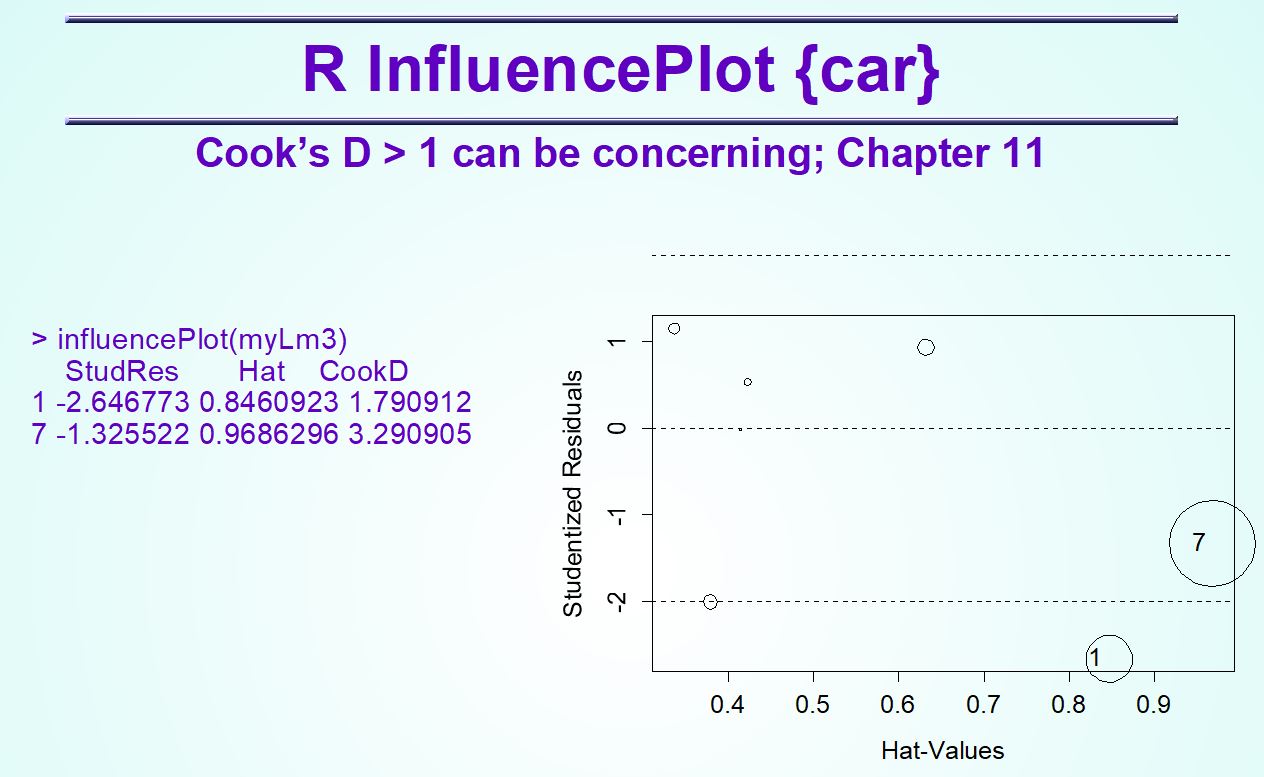 R InfluencePlot {car}
Cook’s D > 1 can be concerning; Chapter 11
> influencePlot(myLm3)
StudRes Hat CookD
1 -2.646773 0.8460923 1.790912
7 -1.325522 0.9686296 3.290905
Studentized Residuals
1
0
-1
-2
7
1
0.4 0.5 0.6 0.7 0.8 0.9
Hat-Values